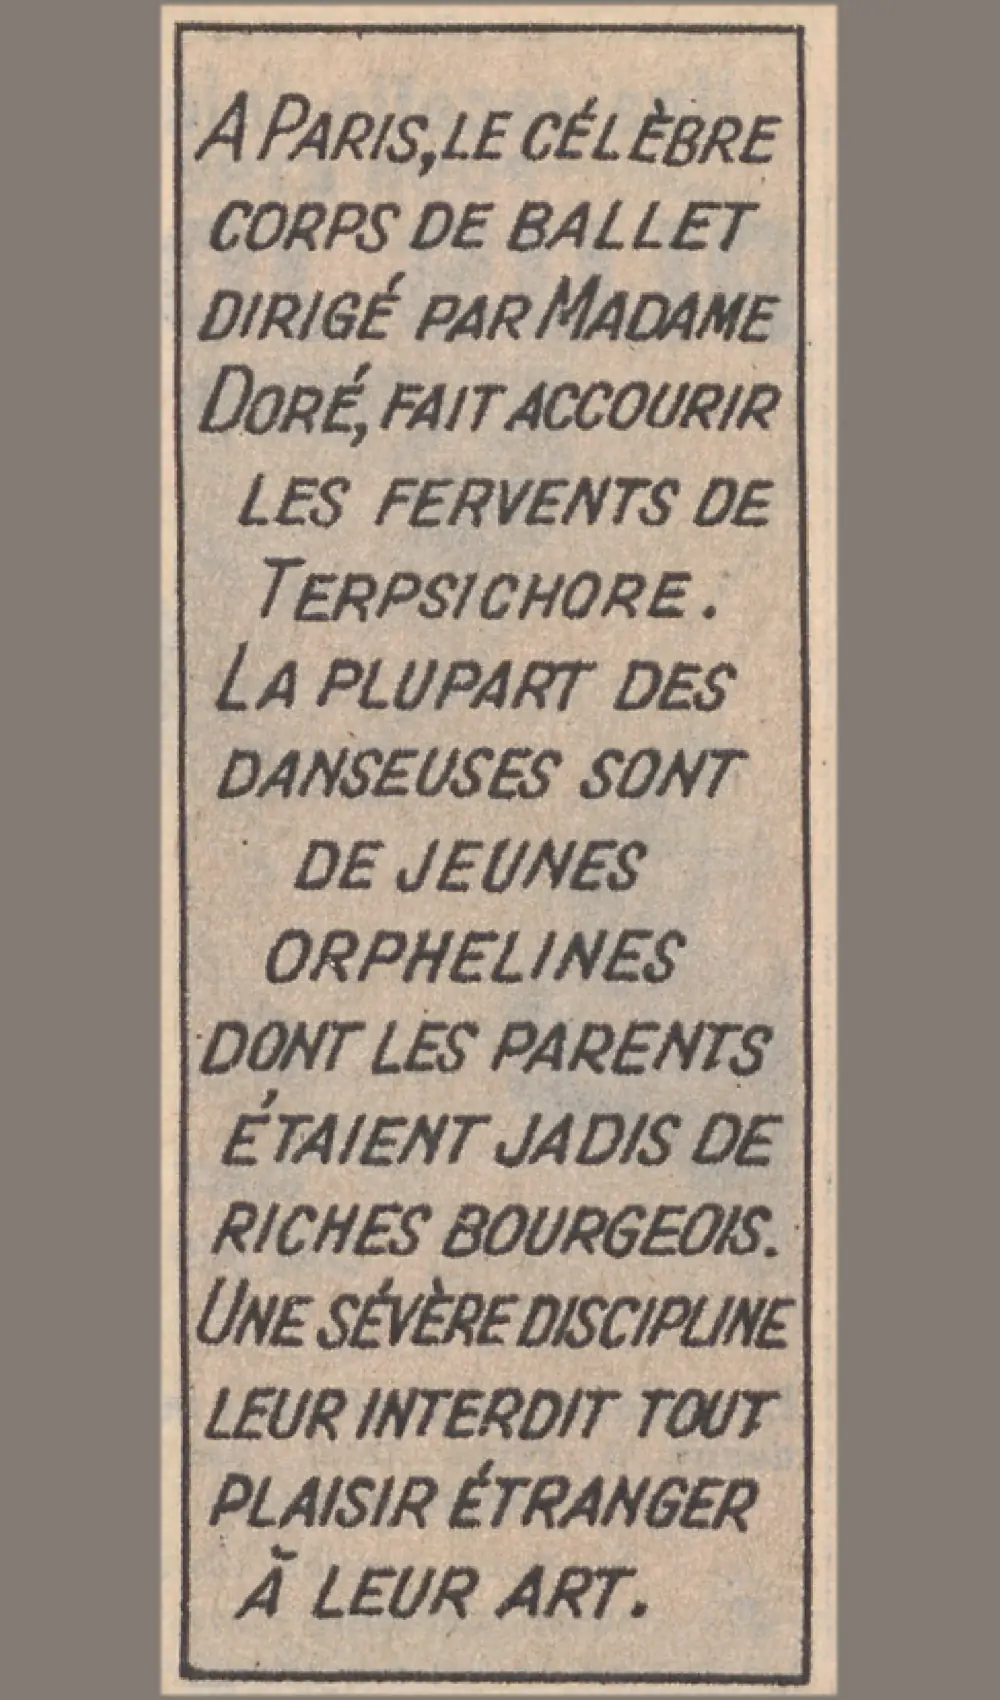 A PARIS, LE CÉLÈBRE
CORPS DE BALLET
DIRIGÉ PAR MADAME
DORÉ, FAIT ACCOURIR
LES FERVENTS DE
TERPSICHORE.
LA PLUPART DES
DANSEUSES SONT
DE JEUNES
ORPHELINES
DONT LES PARENTS
ÉTAIENT JADIS DE
RICHES BOURGEOIS.
UNE SÉVÈRE DISCIPLINE
LEUR INTERDIT TOUT
PLAISIR ÉTRANGER
À LEUR ART.